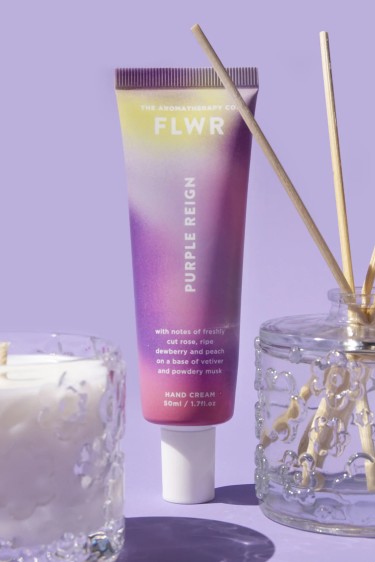 THE AROMATHERAPY CO.
FLWR
PURPLE REIGN
with notes of freshly
cut rose, ripe
dewberry and peach
on a base of vetiver
and powdery musk
HAND CREAM
50ml / 1.7fl.oz